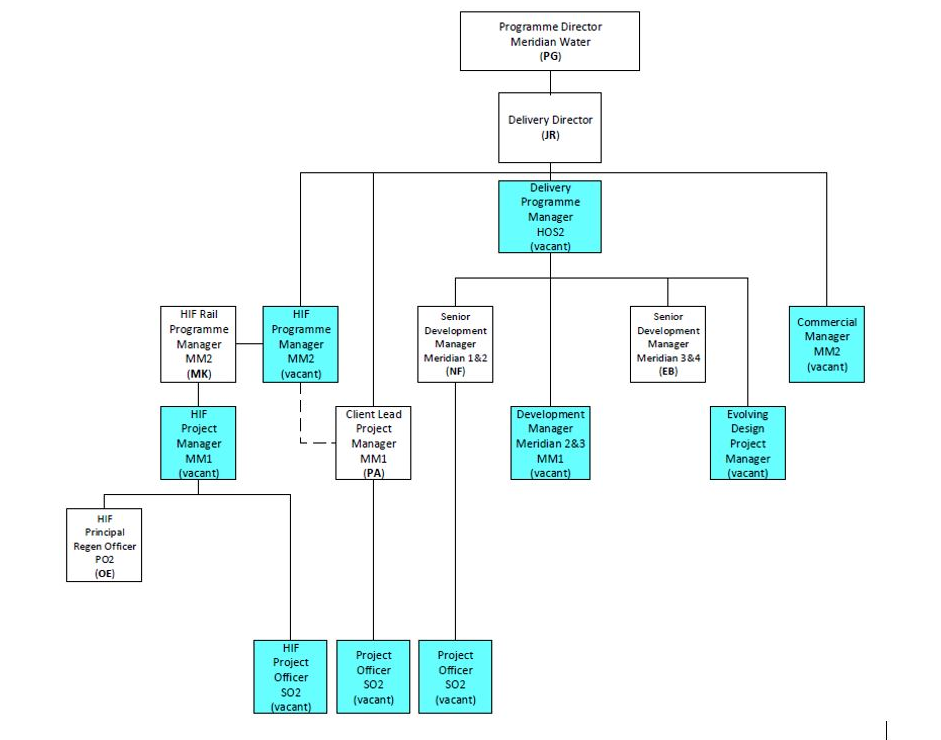 Programme Director
Meridian Water
(PG)
Delivery Director
(JR)
Delivery
Programme
Manager
HOS2
(vacant)
HIF Rail
Programme
Manager
MM2
(MK)
HIF
Programme
Manager
MM2
(vacant)
Senior
Development
Manager
Meridian 1&2
(NF)
Senior
Development
Manager
Meridian 3&4
(EB)
Commercial
Manager
MM2
(vacant)
HIF
Project
Manager
MM1
(vacant)
Client Lead
Project
Manager
MM1
(PA)
Development
Manager
Meridian 2&3
MM1
(vacant)
Evolving
Design
Project
Manager
(vacant)
HIF
Principal
Regen Officer
PO2
(OE)
HIF
Project
Officer
SO2
(vacant)
Project
Officer
SO2
(vacant)
Project
Officer
SO2
(vacant)